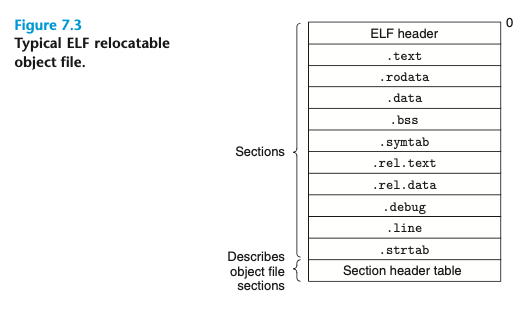 Figure 7.3
Typical ELF relocatable
object file.
0
ELF header
.text
.rodata
.data
.bss
Sections
.symtab
.rel.text
.rel.data
.debug
.line
.strtab
Describes
object file
sections
Section header table